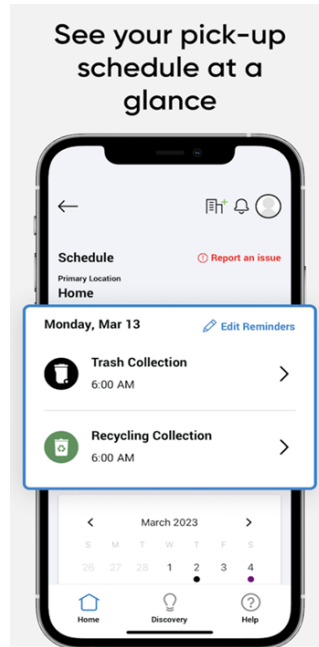 See your pick-up
schedule at a
glance
Schedule
Report an issue
Primary Location
Home
Monday, Mar 13
Edit Reminders
Trash Collection
6:00 AM
Recycling Collection
6:00 AM
March 2023
S M T W T F S
26 27 28 1 2 3 4
Home Discovery Help